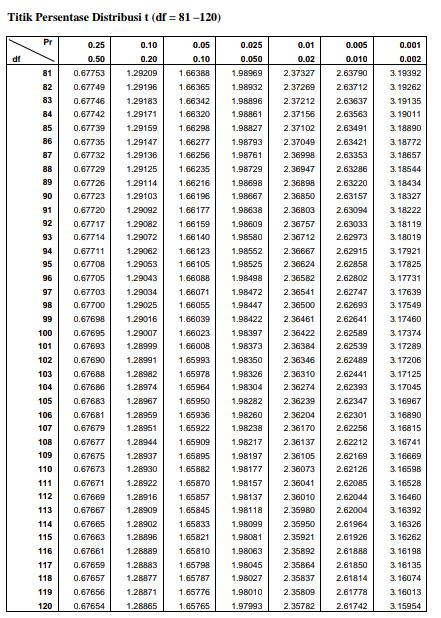 Titik Persentase Distribusi t (df = 81 –120)
Pr 0.25 0.10 0.05 0.025 0.01 0.005 0.001
df 0.50 0.20 0.10 0.050 0.02 0.010 0.002
81 0.67753 1.29209 1.66388 1.98969 2.37327 2.63790 3.19392
82 0.67749 1.29196 1.66365 1.98932 2.37269 2.63712 3.19262
83 0.67746 1.29183 1.66342 1.98896 2.37212 2.63637 3.19135
84 0.67742 1.29171 1.66320 1.98861 2.37156 2.63563 3.19011
85 0.67739 1.29159 1.66298 1.98827 2.37102 2.63491 3.18890
86 0.67735 1.29147 1.66277 1.98793 2.37049 2.63421 3.18772
87 0.67732 1.29136 1.66256 1.98761 2.36998 2.63353 3.18657
88 0.67729 1.29125 1.66235 1.98729 2.36947 2.63286 3.18544
89 0.67726 1.29114 1.66216 1.98698 2.36898 2.63220 3.18434
90 0.67723 1.29103 1.66196 1.98667 2.36850 2.63157 3.18327
91 0.67720 1.29092 1.66177 1.98638 2.36803 2.63094 3.18222
92 0.67717 1.29082 1.66159 1.98609 2.36757 2.63033 3.18119
93 0.67714 1.29072 1.66140 1.98580 2.36712 2.62973 3.18019
94 0.67711 1.29062 1.66123 1.98552 2.36667 2.62915 3.17921
95 0.67708 1.29053 1.66105 1.98525 2.36624 2.62858 3.17825
96 0.67705 1.29043 1.66088 1.98498 2.36582 2.62802 3.17731
97 0.67703 1.29034 1.66071 1.98472 2.36541 2.62747 3.17639
98 0.67700 1.29025 1.66055 1.98447 2.36500 2.62693 3.17549
99 0.67698 1.29016 1.66039 1.98422 2.36461 2.62641 3.17460
100 0.67695 1.29007 1.66023 1.98397 2.36422 2.62589 3.17374
101 0.67693 1.28999 1.66008 1.98373 2.36384 2.62539 3.17289
102 0.67690 1.28991 1.65993 1.98350 2.36346 2.62489 3.17206
103 0.67688 1.28982 1.65978 1.98326 2.36310 2.62441 3.17125
104 0.67686 1.28974 1.65964 1.98304 2.36274 2.62393 3.17045
105 0.67683 1.28967 1.65950 1.98282 2.36239 2.62347 3.16967
106 0.67681 1.28959 1.65936 1.98260 2.36204 2.62301 3.16890
107 0.67679 1.28951 1.65922 1.98238 2.36170 2.62256 3.16815
108 0.67677 1.28944 1.65909 1.98217 2.36137 2.62212 3.16741
109 0.67675 1.28937 1.65895 1.98197 2.36105 2.62169 3.16669
110 0.67673 1.28930 1.65882 1.98177 2.36073 2.62126 3.16598
111 0.67671 1.28922 1.65870 1.98157 2.36041 2.62085 3.16528
112 0.67669 1.28916 1.65857 1.98137 2.36010 2.62044 3.16460
113 0.67667 1.28909 1.65845 1.98118 2.35980 2.62004 3.16392
114 0.67665 1.28902 1.65833 1.98099 2.35950 2.61964 3.16326
115 0.67663 1.28896 1.65821 1.98081 2.35921 2.61926 3.16262
116 0.67661 1.28889 1.65810 1.98063 2.35892 2.61888 3.16198
117 0.67659 1.28883 1.65798 1.98045 2.35864 2.61850 3.16135
118 0.67657 1.28877 1.65787 1.98027 2.35837 2.61814 3.16074
119 0.67656 1.28871 1.65776 1.98010 2.35809 2.61778 3.16013
120 0.67654 1.28865 1.65765 1.97993 2.35782 2.61742 3.15954